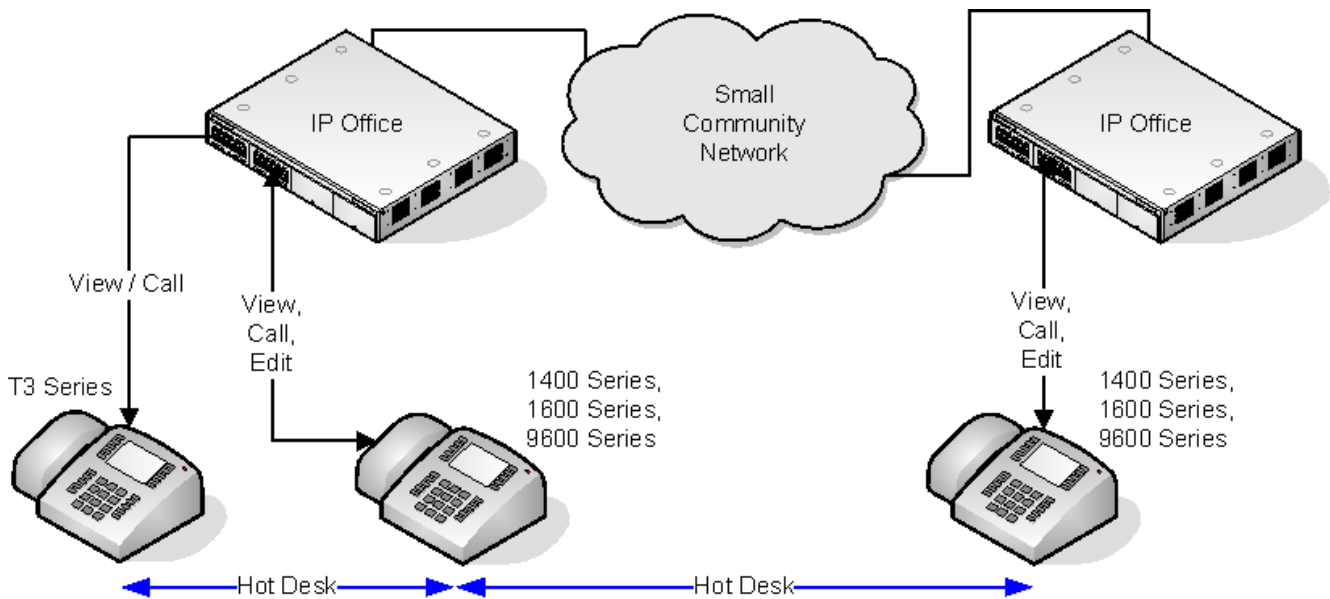 IP Office
Small
Community
Network
IP Office
View / Call
View,
Call,
Edit
View,
Call,
Edit
T3 Series
1400 Series,
1600 Series,
9600 Series
1400 Series,
1600 Series,
9600 Series
Hot Desk
Hot Desk